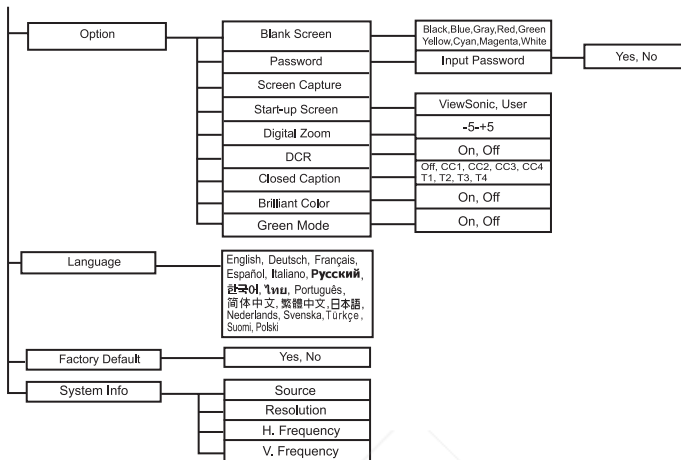 Option
Blank Screen
Black,Blue,Gray,Red,Green
Yellow,Cyan,Magenta,White
Password
Input Password
Yes, No
Screen Capture
Start-up Screen
ViewSonic, User
Digital Zoom
-5-+5
DCR
On, Off
Closed Caption
Off, CC1, CC2, CC3, CC4
T1, T2, T3, T4
Brilliant Color
On, Off
Green Mode
On, Off
Language
English, Deutsch, Français,
Español, Italiano, Русский,
한국어, ไทย, Português,
简体中文, 繁體中文, 日本語,
Nederlands, Svenska, Türkçe,
Suomi, Polski
Factory Default
Yes, No
System Info
Source
Resolution
H. Frequency
V. Frequency